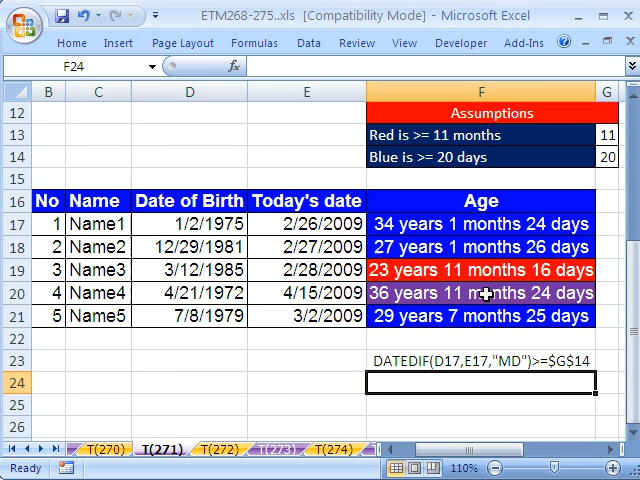 ETM268-275..xls [Compatibility Mode] - Microsoft Excel
Home Insert Page Layout Formulas Data Review View Developer Add-Ins
F24 fx
B C D E F G
12 Assumptions
13 Red is >= 11 months 11
14 Blue is >= 20 days 20
15
16 No Name Date of Birth Today's date Age
17 1 Name1 1/2/1975 2/26/2009 34 years 1 months 24 days
18 2 Name2 12/29/1981 2/27/2009 27 years 1 months 26 days
19 3 Name3 3/12/1985 2/28/2009 23 years 11 months 16 days
20 4 Name4 4/21/1972 4/15/2009 36 years 11 months 24 days
21 5 Name5 7/8/1979 3/2/2009 29 years 7 months 25 days
22
23 DATEDIF(D17,E17,"MD")>=$G$14
24
25
26
T(270) T(271) T(272) T(273) T(274)
Ready 110%